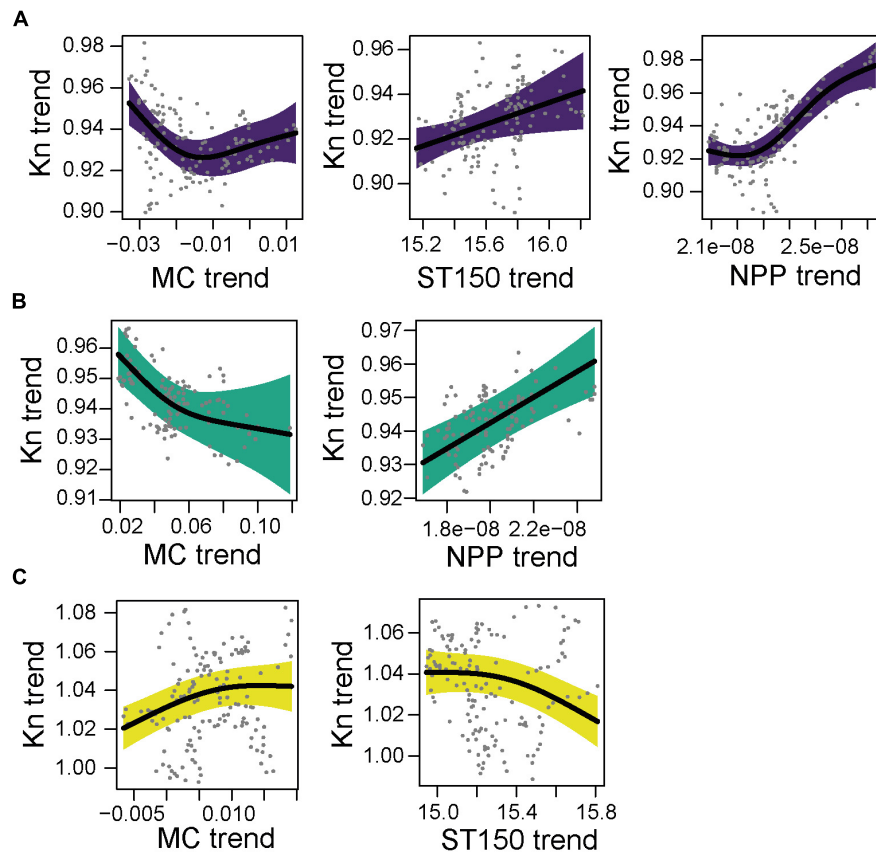 A
Kn trend
0.98
0.96
0.94
0.92
0.90
−0.03
−0.01
0.01
MC trend
Kn trend
0.96
0.94
0.92
0.90
15.2
15.6
16.0
ST150 trend
Kn trend
0.98
0.96
0.94
0.92
0.90
2.1e−08
2.5e−08
NPP trend
B
Kn trend
0.96
0.95
0.94
0.93
0.92
0.91
0.02
0.06
0.10
MC trend
Kn trend
0.97
0.96
0.95
0.94
0.93
0.92
1.8e−08
2.2e−08
NPP trend
C
Kn trend
1.08
1.06
1.04
1.02
1.00
−0.005
0.010
MC trend
Kn trend
1.06
1.04
1.02
1.00
15.0
15.4
15.8
ST150 trend